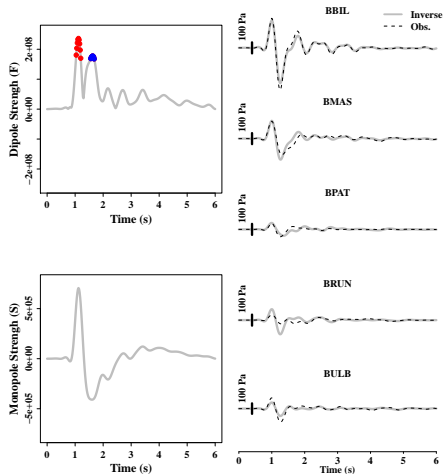 Dipole Strengh (F)
2e+08
0e+00
−2e+08
0 1 2 3 4 5 6
Time (s)
Monopole Strengh (S)
5e+05
0e+00
−5e+05
0 1 2 3 4 5 6
Time (s)
BBIL
Inverse
Obs.
100 Pa
BMAS
100 Pa
BPAT
100 Pa
BRUN
100 Pa
BULB
100 Pa
0 1 2 3 4 5 6
Time (s)